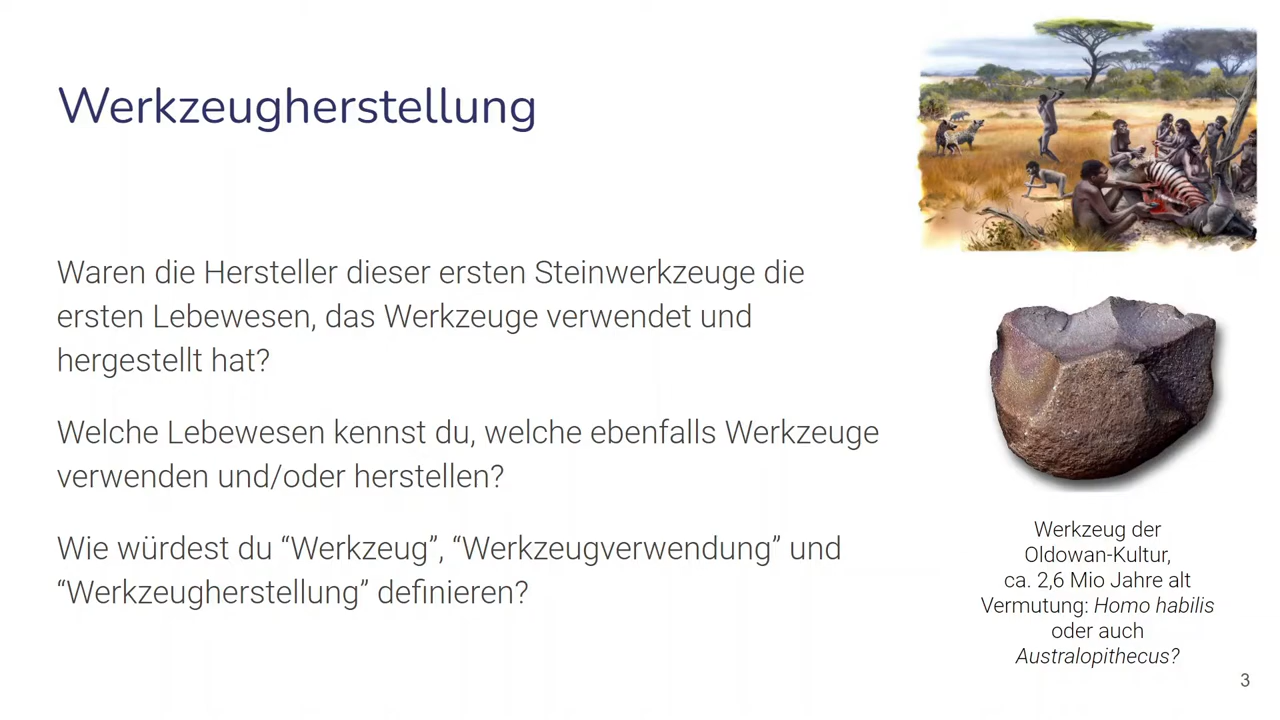 Werkzeugherstellung
Waren die Hersteller dieser ersten Steinwerkzeuge die
ersten Lebewesen, das Werkzeuge verwendet und
hergestellt hat?
Welche Lebewesen kennst du, welche ebenfalls Werkzeuge
verwenden und/oder herstellen?
Wie würdest du “Werkzeug”, “Werkzeugverwendung” und
“Werkzeugherstellung” definieren?
Werkzeug der
Oldowan-Kultur,
ca. 2,6 Mio Jahre alt
Vermutung: Homo habilis
oder auch
Australopithecus?
3